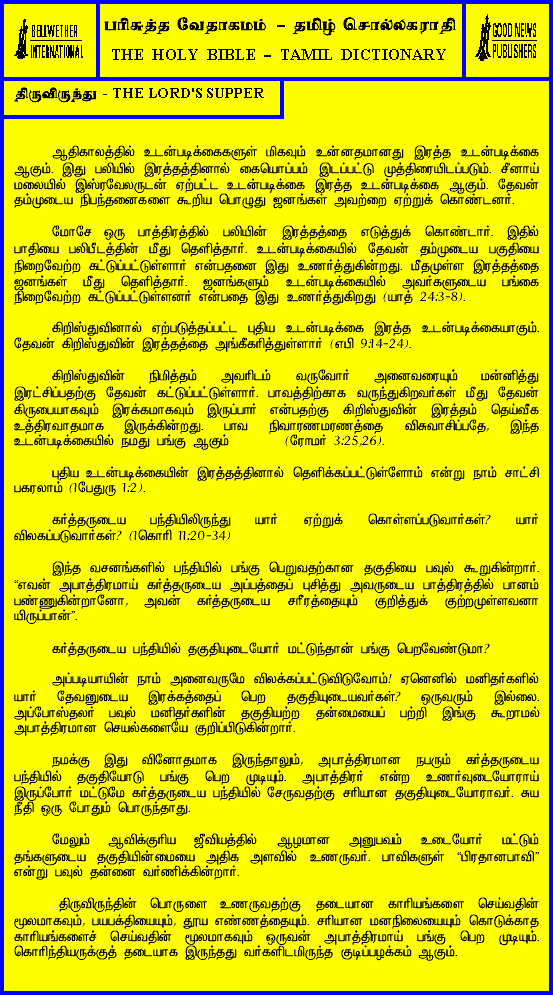 BELLWETHER
INTERNATIONAL
பரிசுத்த வேதாகமம் – தமிழ் சொல்லகராதி
THE HOLY BIBLE – TAMIL DICTIONARY
GOOD NEWS
PUBLISHERS
திருவிருந்து - THE LORD'S SUPPER
ஆதிகாலத்தில் உடன்படிக்கைகளுள் மிகவும் உன்னதமானது இரத்த உடன்படிக்கை
ஆகும். இது பலியில் இரத்தத்தினால் கையொப்பம் இடப்பட்டு முத்திரையிடப்படும். சீனாய்
மலையில் இஸ்ரவேலருடன் ஏற்பட்ட உடன்படிக்கை இரத்த உடன்படிக்கை ஆகும். தேவன்
தம்முடைய நிபந்தனைகளை கூறிய பொழுது ஜனங்கள் அவற்றை ஏற்றுக் கொண்டனர்.
மோசே ஒரு பாத்திரத்தில் பலியின் இரத்தத்தை எடுத்துக் கொண்டார். இதில்
பாதியை பலிபீடத்தின் மீது தெளித்தார். உடன்படிக்கையில் தேவன் தம்முடைய பகுதியை
நிறைவேற்ற கட்டுப்பட்டுள்ளார் என்பதனை இது உணர்த்துகின்றது. மீதமுள்ள இரத்தத்தை
ஜனங்கள் மீது தெளித்தார். ஜனங்களும் உடன்படிக்கையில் அவர்களுடைய பங்கை
நிறைவேற்ற கட்டுப்பட்டுள்ளனர் என்பதை இது உணர்த்துகிறது (யாத் 24:3-8).
கிறிஸ்துவினால் ஏற்படுத்தப்பட்ட புதிய உடன்படிக்கை இரத்த உடன்படிக்கையாகும்.
தேவன் கிறிஸ்துவின் இரத்தத்தை அங்கீகரித்துள்ளார் (எபி 9:14-24).
கிறிஸ்துவின் நிமித்தம் அவரிடம் வருவோர் அனைவரையும் மன்னித்து
இரட்சிப்பதற்கு தேவன் கட்டுப்பட்டுள்ளார். பாவத்திற்காக வருந்துகிறவர்கள் மீது தேவன்
கிருபையாகவும் இரக்கமாகவும் இருப்பார் என்பதற்கு கிறிஸ்துவின் இரத்தம் தெய்வீக
உத்திரவாதமாக இருக்கின்றது. பாவ நிவாரணமரணத்தை விசுவாசிப்பதே, இந்த
உடன்படிக்கையில் நமது பங்கு ஆகும் (ரோமர் 3:25,26).
புதிய உடன்படிக்கையின் இரத்தத்தினால் தெளிக்கப்பட்டுள்ளோம் என்று நாம் சாட்சி
பகரலாம் (1பேதுரு 1:2).
கர்த்தருடைய பந்தியிலிருந்து யார் ஏற்றுக் கொள்ளப்படுவார்கள்? யார்
விலகப்படுவார்கள்? (1கொரி 11:20-34)
இந்த வசனங்களில் பந்தியில் பங்கு பெறுவதற்கான தகுதியை பவுல் கூறுகின்றார்.
“எவன் அபாத்திரமாய் கர்த்தருடைய அப்பத்தைப் புசித்து அவருடைய பாத்திரத்தில் பானம்
பண்ணுகின்றானோ, அவன் கர்த்தருடைய சரீரத்தையும் குறித்துக் குற்றமுள்ளவனா
யிருப்பான்”.
கர்த்தருடைய பந்தியில் தகுதியுடையோர் மட்டுந்தான் பங்கு பெறவேண்டுமா?
அப்படியாயின் நாம் அனைவருமே விலக்கப்பட்டுவிடுவோம்! ஏனெனில் மனிதர்களில்
யார் தேவனுடைய இரக்கத்தைப் பெற தகுதியுடையவர்கள்? ஒருவரும் இல்லை.
அப்போஸ்தலர் பவுல் மனிதர்களின் தகுதியற்ற தன்மையைப் பற்றி இங்கு கூறாமல்
அபாத்திரமான செயல்களையே குறிப்பிடுகின்றார்.
நமக்கு இது வினோதமாக இருந்தாலும், அபாத்திரமான நபரும் கர்த்தருடைய
பந்தியில் தகுதியோடு பங்கு பெற முடியும். அபாத்திரர் என்ற உணர்வுடையோராய்
இருப்போர் மட்டுமே கர்த்தருடைய பந்தியில் சேருவதற்கு சரியான தகுதியுடையோராவர். சுய
நீதி ஒரு போதும் பொருந்தாது.
மேலும் ஆவிக்குரிய ஜீவியத்தில் ஆழமான அனுபவம் உடையோர் மட்டும்
தங்களுடைய தகுதியின்மையை அதிக அளவில் உணருவர். பாவிகளுள் “பிரதானபாவி”
என்று பவுல் தன்னை வர்ணிக்கின்றார்.
திருவிருந்தின் பொருளை உணருவதற்கு தடையான காரியங்களை செய்வதின்
மூலமாகவும், பயபக்தியையும், தூய எண்ணத்தையும். சரியான மனநிலையையும் கொடுக்காத
காரியங்களைச் செய்வதின் மூலமாகவும் ஒருவன் அபாத்திரமாய் பங்கு பெற முடியும்.
கொரிந்தியருக்குத் தடையாக இருந்தது வர்களிடமிருந்த குடிப்பழக்கம் ஆகும்.